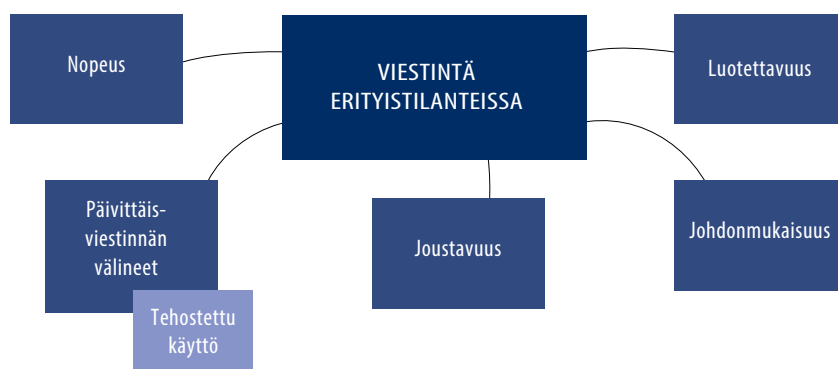 Nopeus
VIESTINTÄ
ERITYISTILANTEISSA
Luotettavuus
Päivittäis-
viestinnän
välineet
Tehostettu
käyttö
Joustavuus
Johdonmukaisuus